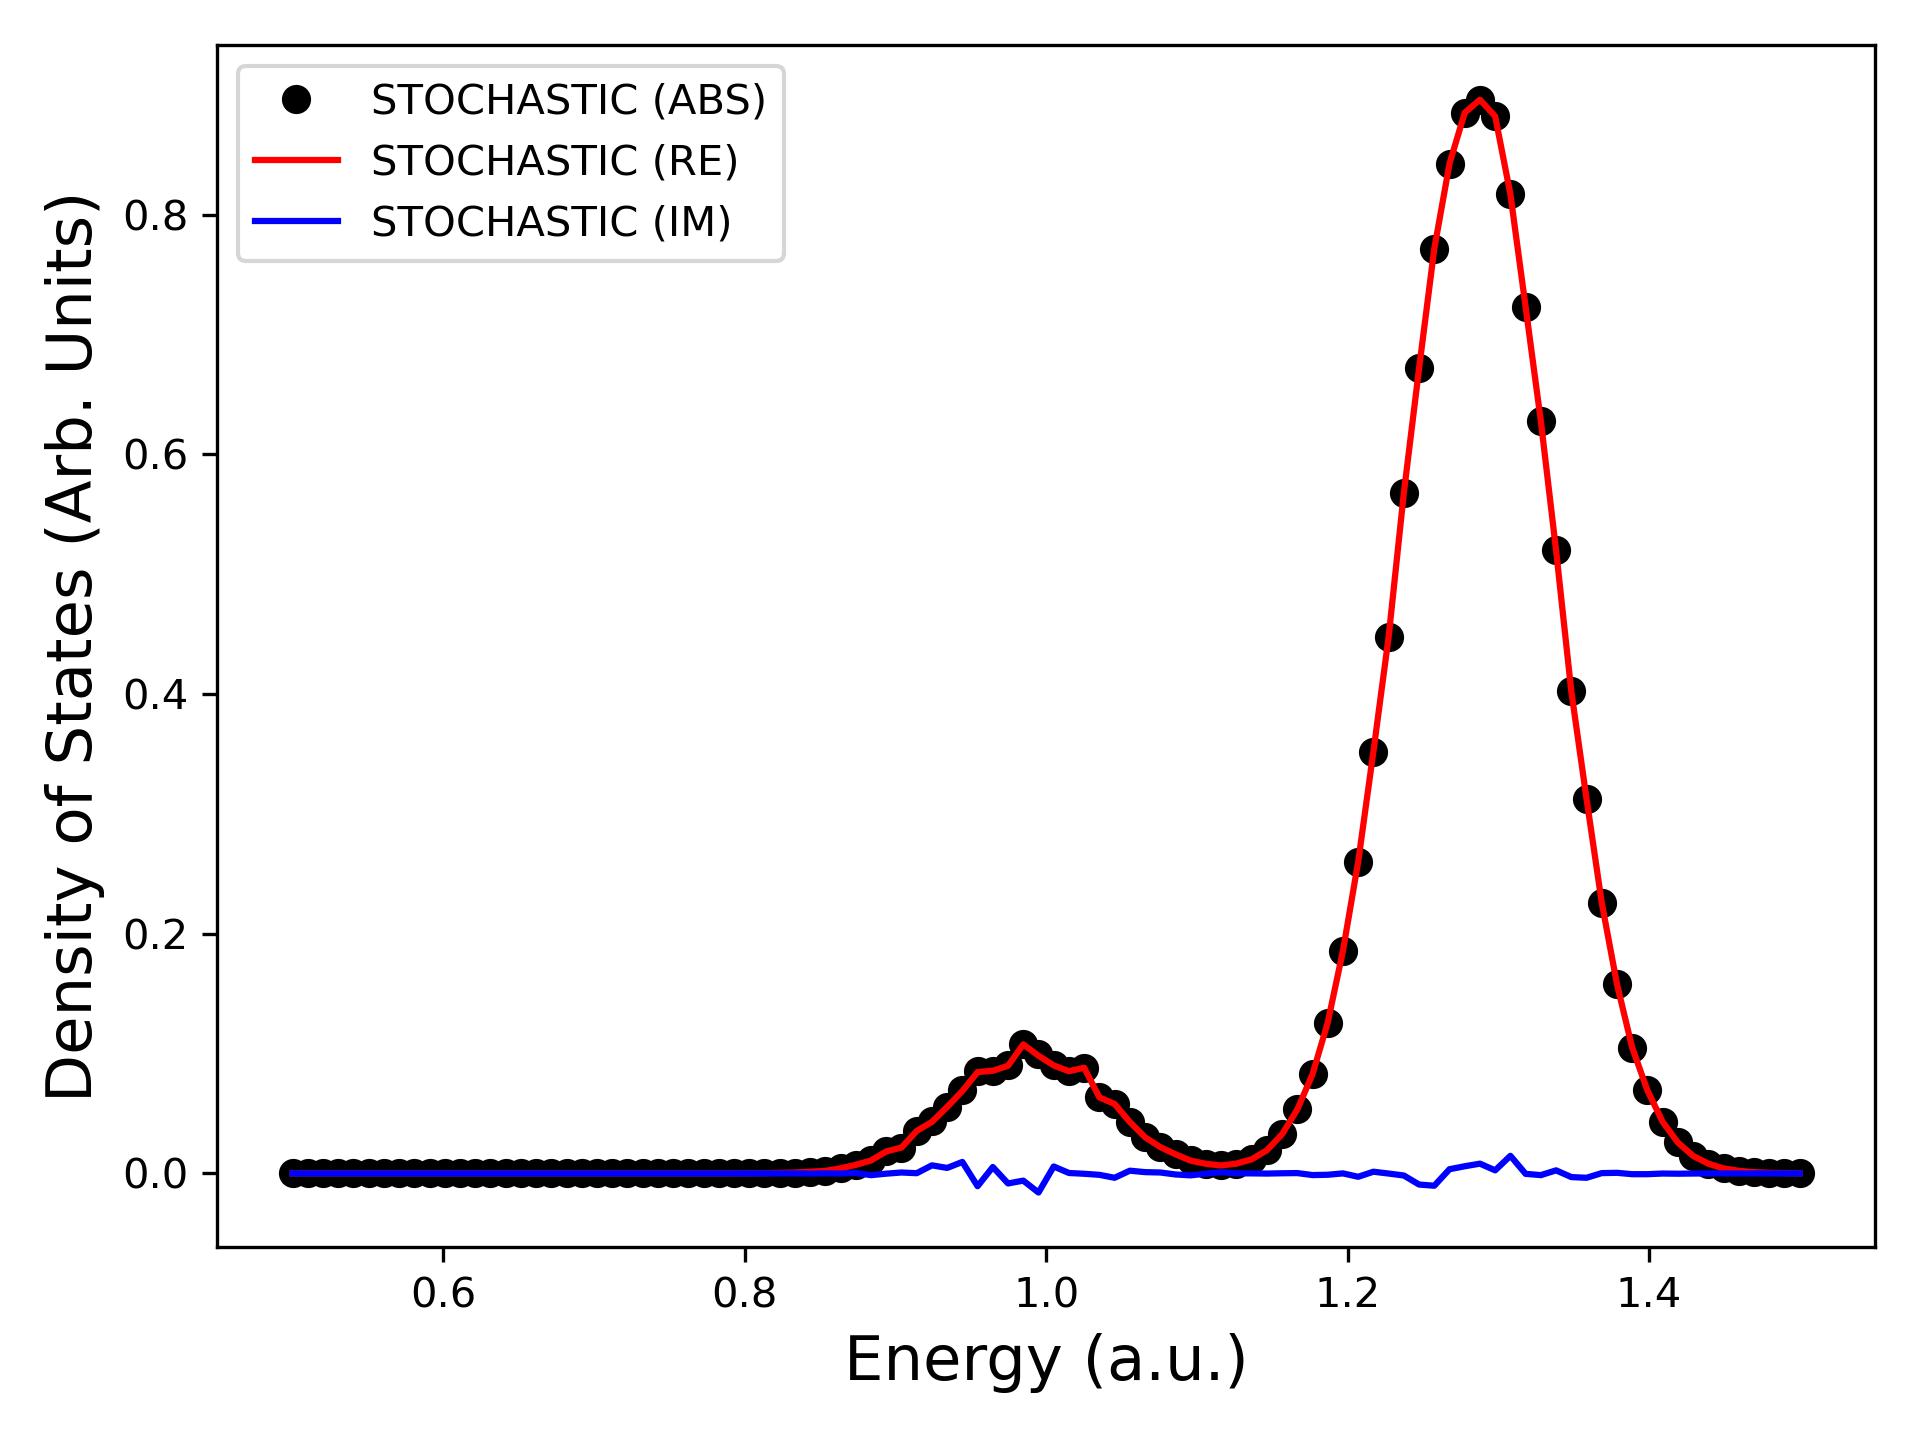 STOCHASTIC (ABS)
STOCHASTIC (RE)
STOCHASTIC (IM)
Density of States (Arb. Units)
0.8
0.6
0.4
0.2
0.0
0.6 0.8 1.0 1.2 1.4
Energy (a.u.)